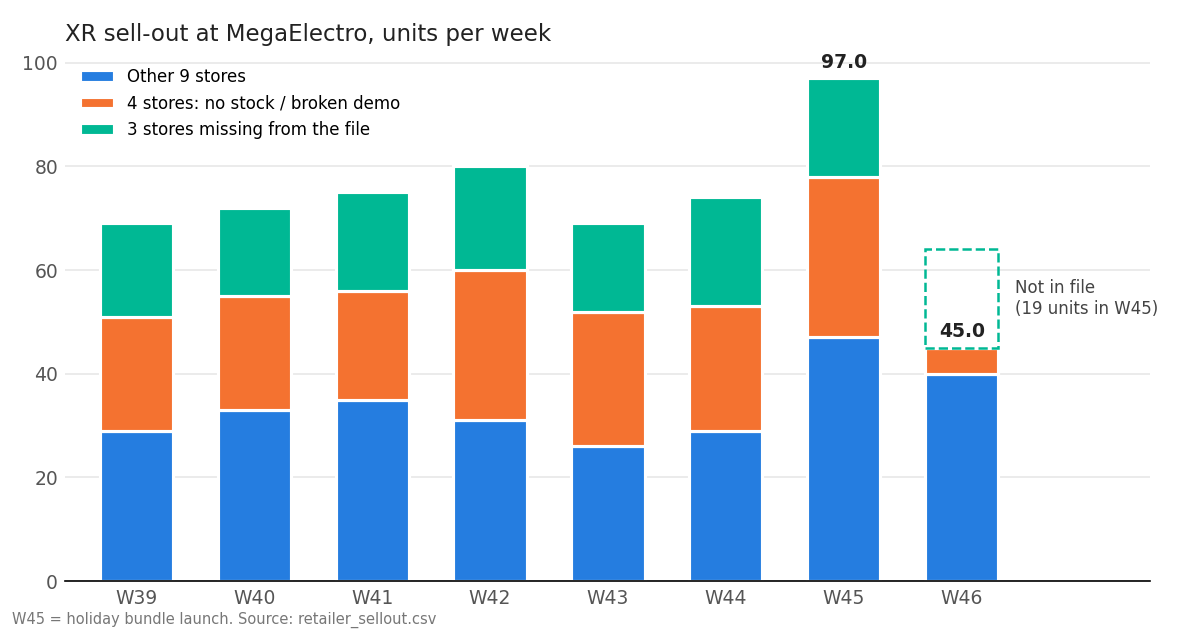 XR sell-out at MegaElectro, units per week
100
80
60
40
20
0
Other 9 stores
4 stores: no stock / broken demo
3 stores missing from the file
97.0
45.0
Not in file
(19 units in W45)
W39 W40 W41 W42 W43 W44 W45 W46
W45 = holiday bundle launch. Source: retailer_sellout.csv